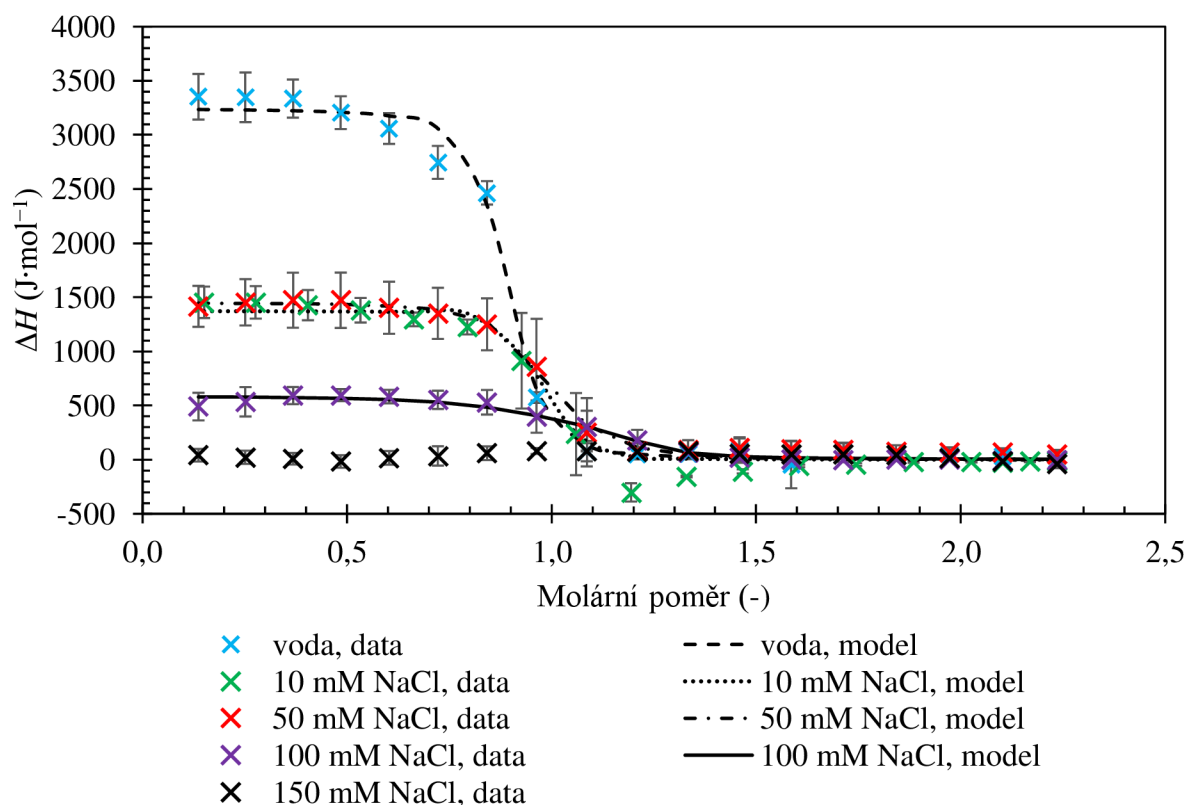 4000
3500
3000
2500
2000
1500
1000
500
0
-500
ΔH (J·mol⁻¹)
0,0 0,5 1,0 1,5 2,0 2,5
Molární poměr (-)
voda, data voda, model
10 mM NaCl, data 10 mM NaCl, model
50 mM NaCl, data 50 mM NaCl, model
100 mM NaCl, data 100 mM NaCl, model
150 mM NaCl, data